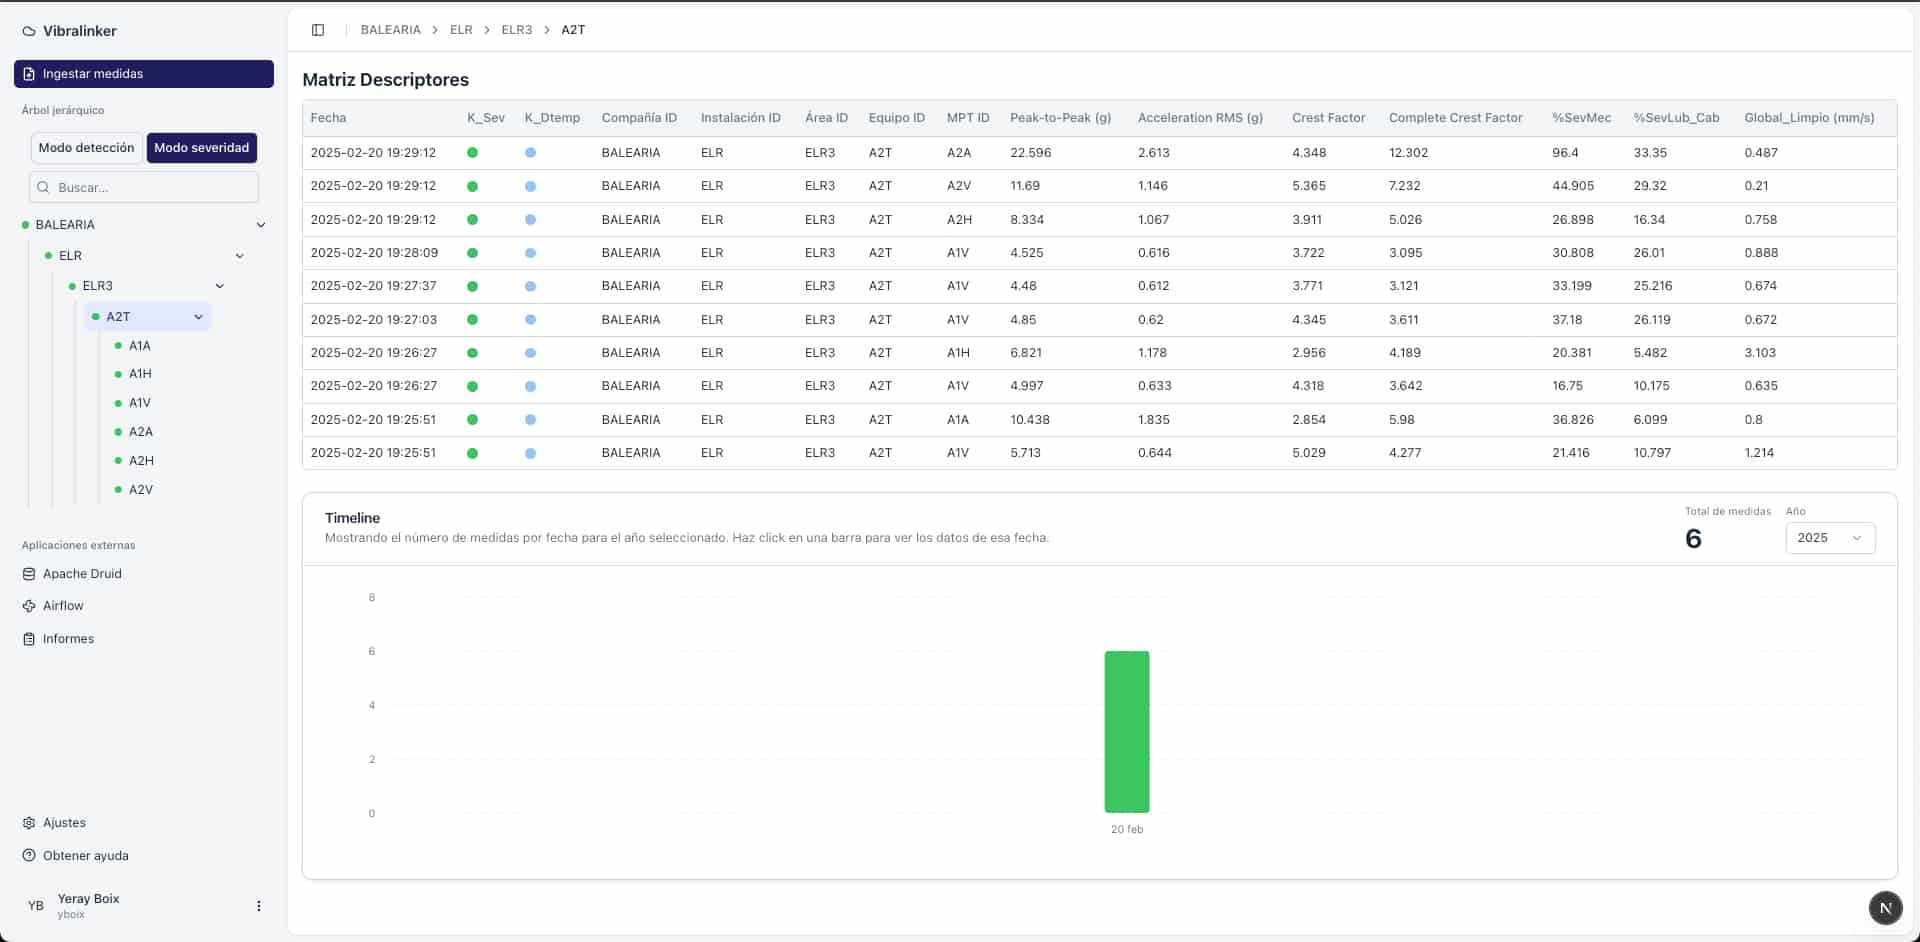 Vibralinker
Ingestar medidas
Árbol jerárquico
Modo detección
Modo severidad
Buscar...
BALEARIA
ELR
ELR3
A2T
A1A
A1H
A1V
A2A
A2H
A2V
Aplicaciones externas
Apache Druid
Airflow
Informes
Ajustes
Obtener ayuda
YB
Yeray Boix
yboix
BALEARIA > ELR > ELR3 > A2T
Matriz Descriptores
Fecha K_Sev K_Dtemp Compañía ID Instalación ID Área ID Equipo ID MPT ID Peak-to-Peak (g) Acceleration RMS (g) Crest Factor Complete Crest Factor %SevMec %SevLub_Cab Global_Limpio (mm/s)
2025-02-20 19:29:12 BALEARIA ELR ELR3 A2T A2A 22.596 2.613 4.348 12.302 96.4 33.35 0.487
2025-02-20 19:29:12 BALEARIA ELR ELR3 A2T A2V 11.69 1.146 5.365 7.232 44.905 29.32 0.21
2025-02-20 19:29:12 BALEARIA ELR ELR3 A2T A2H 8.334 1.067 3.911 5.026 26.898 16.34 0.758
2025-02-20 19:28:09 BALEARIA ELR ELR3 A2T A1V 4.525 0.616 3.722 3.095 30.808 26.01 0.888
2025-02-20 19:27:37 BALEARIA ELR ELR3 A2T A1V 4.48 0.612 3.771 3.121 33.199 25.216 0.674
2025-02-20 19:27:03 BALEARIA ELR ELR3 A2T A1V 4.85 0.62 4.345 3.611 37.18 26.119 0.672
2025-02-20 19:26:27 BALEARIA ELR ELR3 A2T A1H 6.821 1.178 2.956 4.189 20.381 5.482 3.103
2025-02-20 19:26:27 BALEARIA ELR ELR3 A2T A1V 4.997 0.633 4.318 3.642 16.75 10.175 0.635
2025-02-20 19:25:51 BALEARIA ELR ELR3 A2T A1A 10.438 1.835 2.854 5.98 36.826 6.099 0.8
2025-02-20 19:25:51 BALEARIA ELR ELR3 A2T A1V 5.713 0.644 5.029 4.277 21.416 10.797 1.214
Timeline
Mostrando el número de medidas por fecha para el año seleccionado. Haz click en una barra para ver los datos de esa fecha.
Total de medidas
6
Año
2025
8
6
4
2
0
20 feb
N